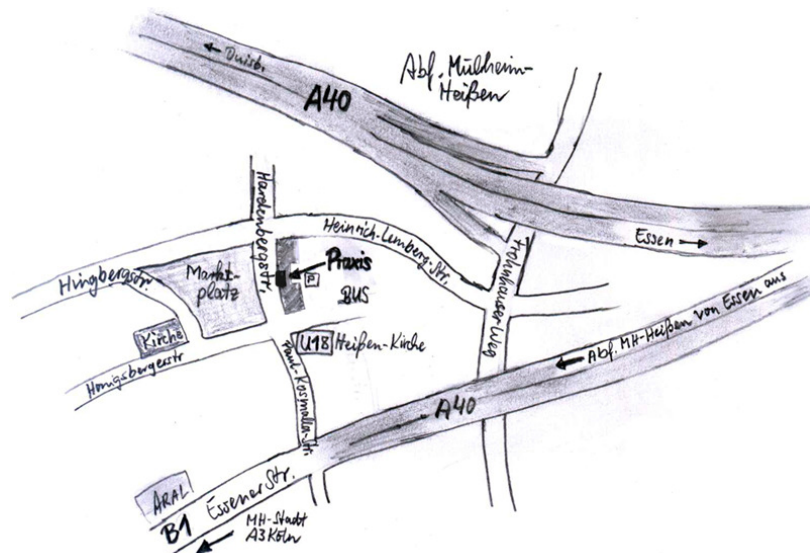 ← Duisb.
A40
Abf. Mülheim-
Heißen
Hardenbergstr.
Heinrich-Lemberg-Str.
Essen →
Hingbergstr.
Markt-
platz
Praxis
P
BUS
Frohnhauser Weg
Kirche
U18 Heißen-Kirche
Honigsbergerstr
Paul-Kosmalla-Str.
← Abf. MH-Heißen von Essen aus
A40
ARAL
Essener Str.
B1
MH-Stadt
A3 Köln
←